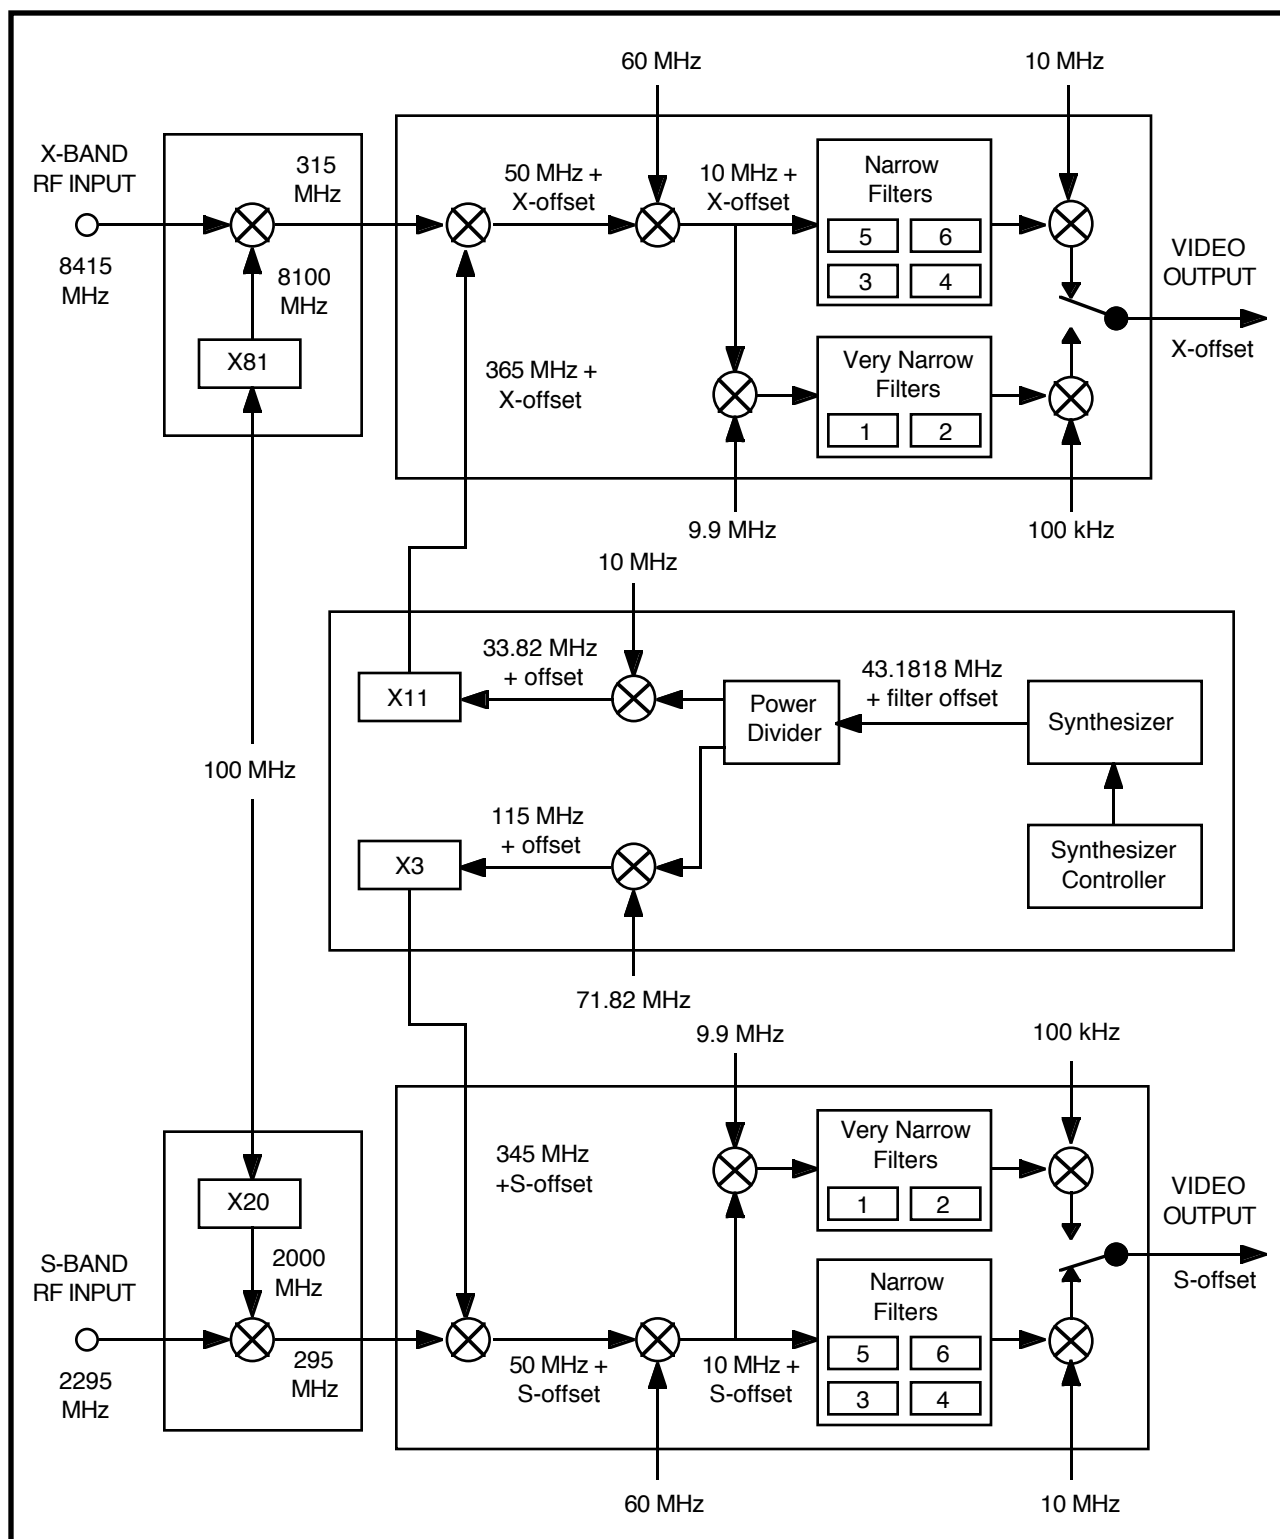 60 MHz
10 MHz
X-BAND
RF INPUT
8415
MHz
315
MHz
8100
MHz
X81
50 MHz +
X-offset
10 MHz +
X-offset
Narrow
Filters
5
6
3
4
VIDEO
OUTPUT
X-offset
365 MHz +
X-offset
Very Narrow
Filters
1
2
9.9 MHz
100 kHz
10 MHz
33.82 MHz
+ offset
X11
Power
Divider
43.1818 MHz
+ filter offset
Synthesizer
100 MHz
115 MHz
+ offset
X3
Synthesizer
Controller
71.82 MHz
9.9 MHz
100 kHz
345 MHz
+S-offset
Very Narrow
Filters
1
2
X20
2000
MHz
S-BAND
RF INPUT
2295
MHz
295
MHz
50 MHz +
S-offset
10 MHz +
S-offset
Narrow
Filters
5
6
3
4
VIDEO
OUTPUT
S-offset
60 MHz
10 MHz